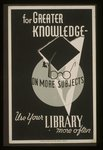 for GREATER
KNOWLEDGE-
ON MORE SUBJECTS
Use Your
LIBRARY
more often